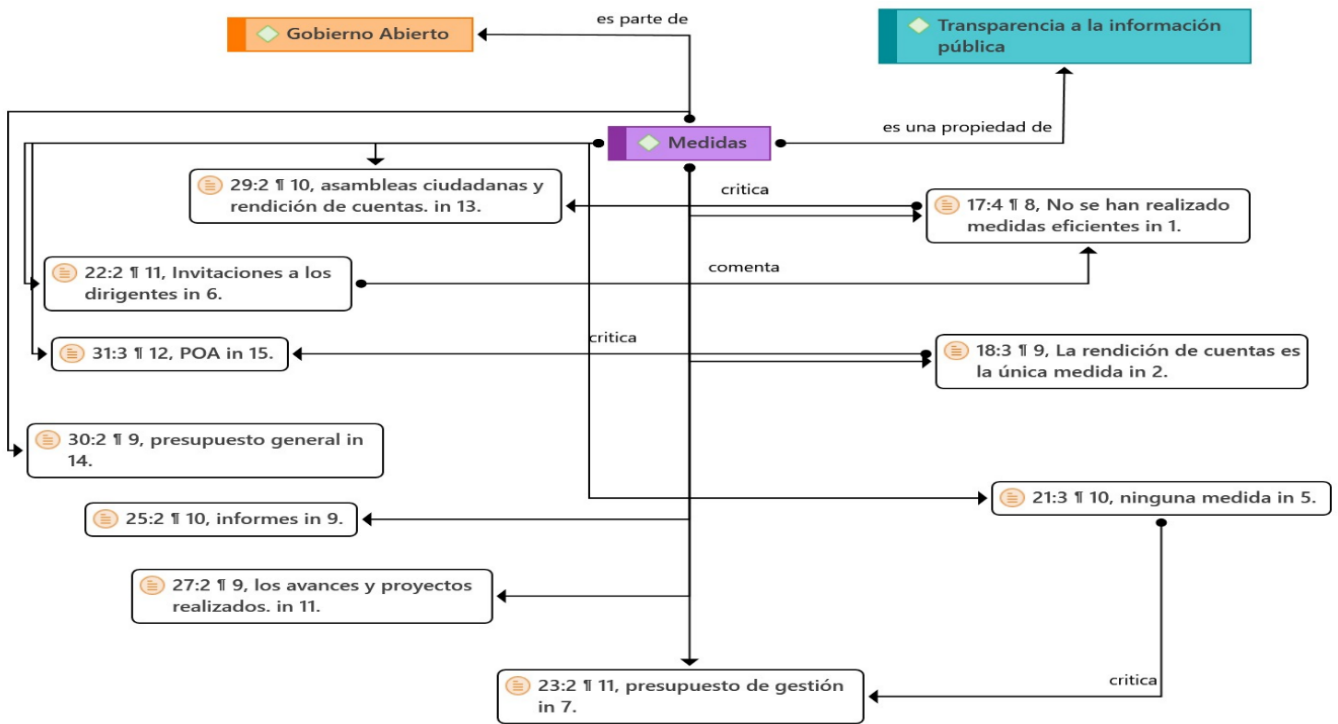 es parte de
Gobierno Abierto
Transparencia a la información
pública
es una propiedad de
Medidas
29:2 ¶ 10, asambleas ciudadanas y
rendición de cuentas. in 13.
critica
17:4 ¶ 8, No se han realizado
medidas eficientes in 1.
22:2 ¶ 11, Invitaciones a los
dirigentes in 6.
comenta
critica
31:3 ¶ 12, POA in 15.
18:3 ¶ 9, La rendición de cuentas es
la única medida in 2.
30:2 ¶ 9, presupuesto general in
14.
21:3 ¶ 10, ninguna medida in 5.
25:2 ¶ 10, informes in 9.
27:2 ¶ 9, los avances y proyectos
realizados. in 11.
23:2 ¶ 11, presupuesto de gestión
in 7.
critica